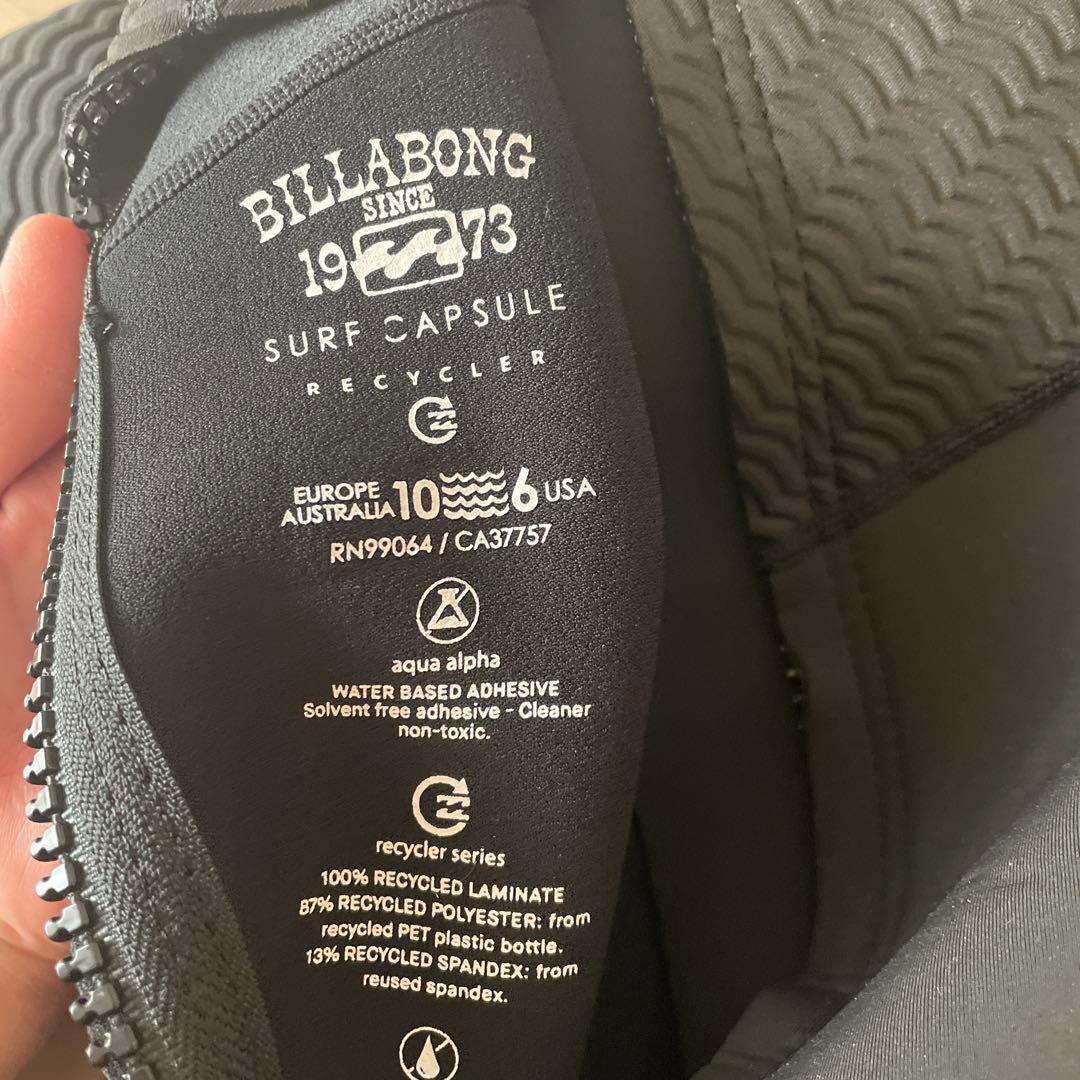 BILLABONG
SINCE
1973
SURF CAPSULE
RECYCLER
EUROPE
AUSTRALIA 10 6 USA
RN99064 / CA37757
aqua alpha
WATER BASED ADHESIVE
Solvent free adhesive - Cleaner
non-toxic.
recycler series
100% RECYCLED LAMINATE
87% RECYCLED POLYESTER: from
recycled PET plastic bottle.
13% RECYCLED SPANDEX: from
reused spandex.